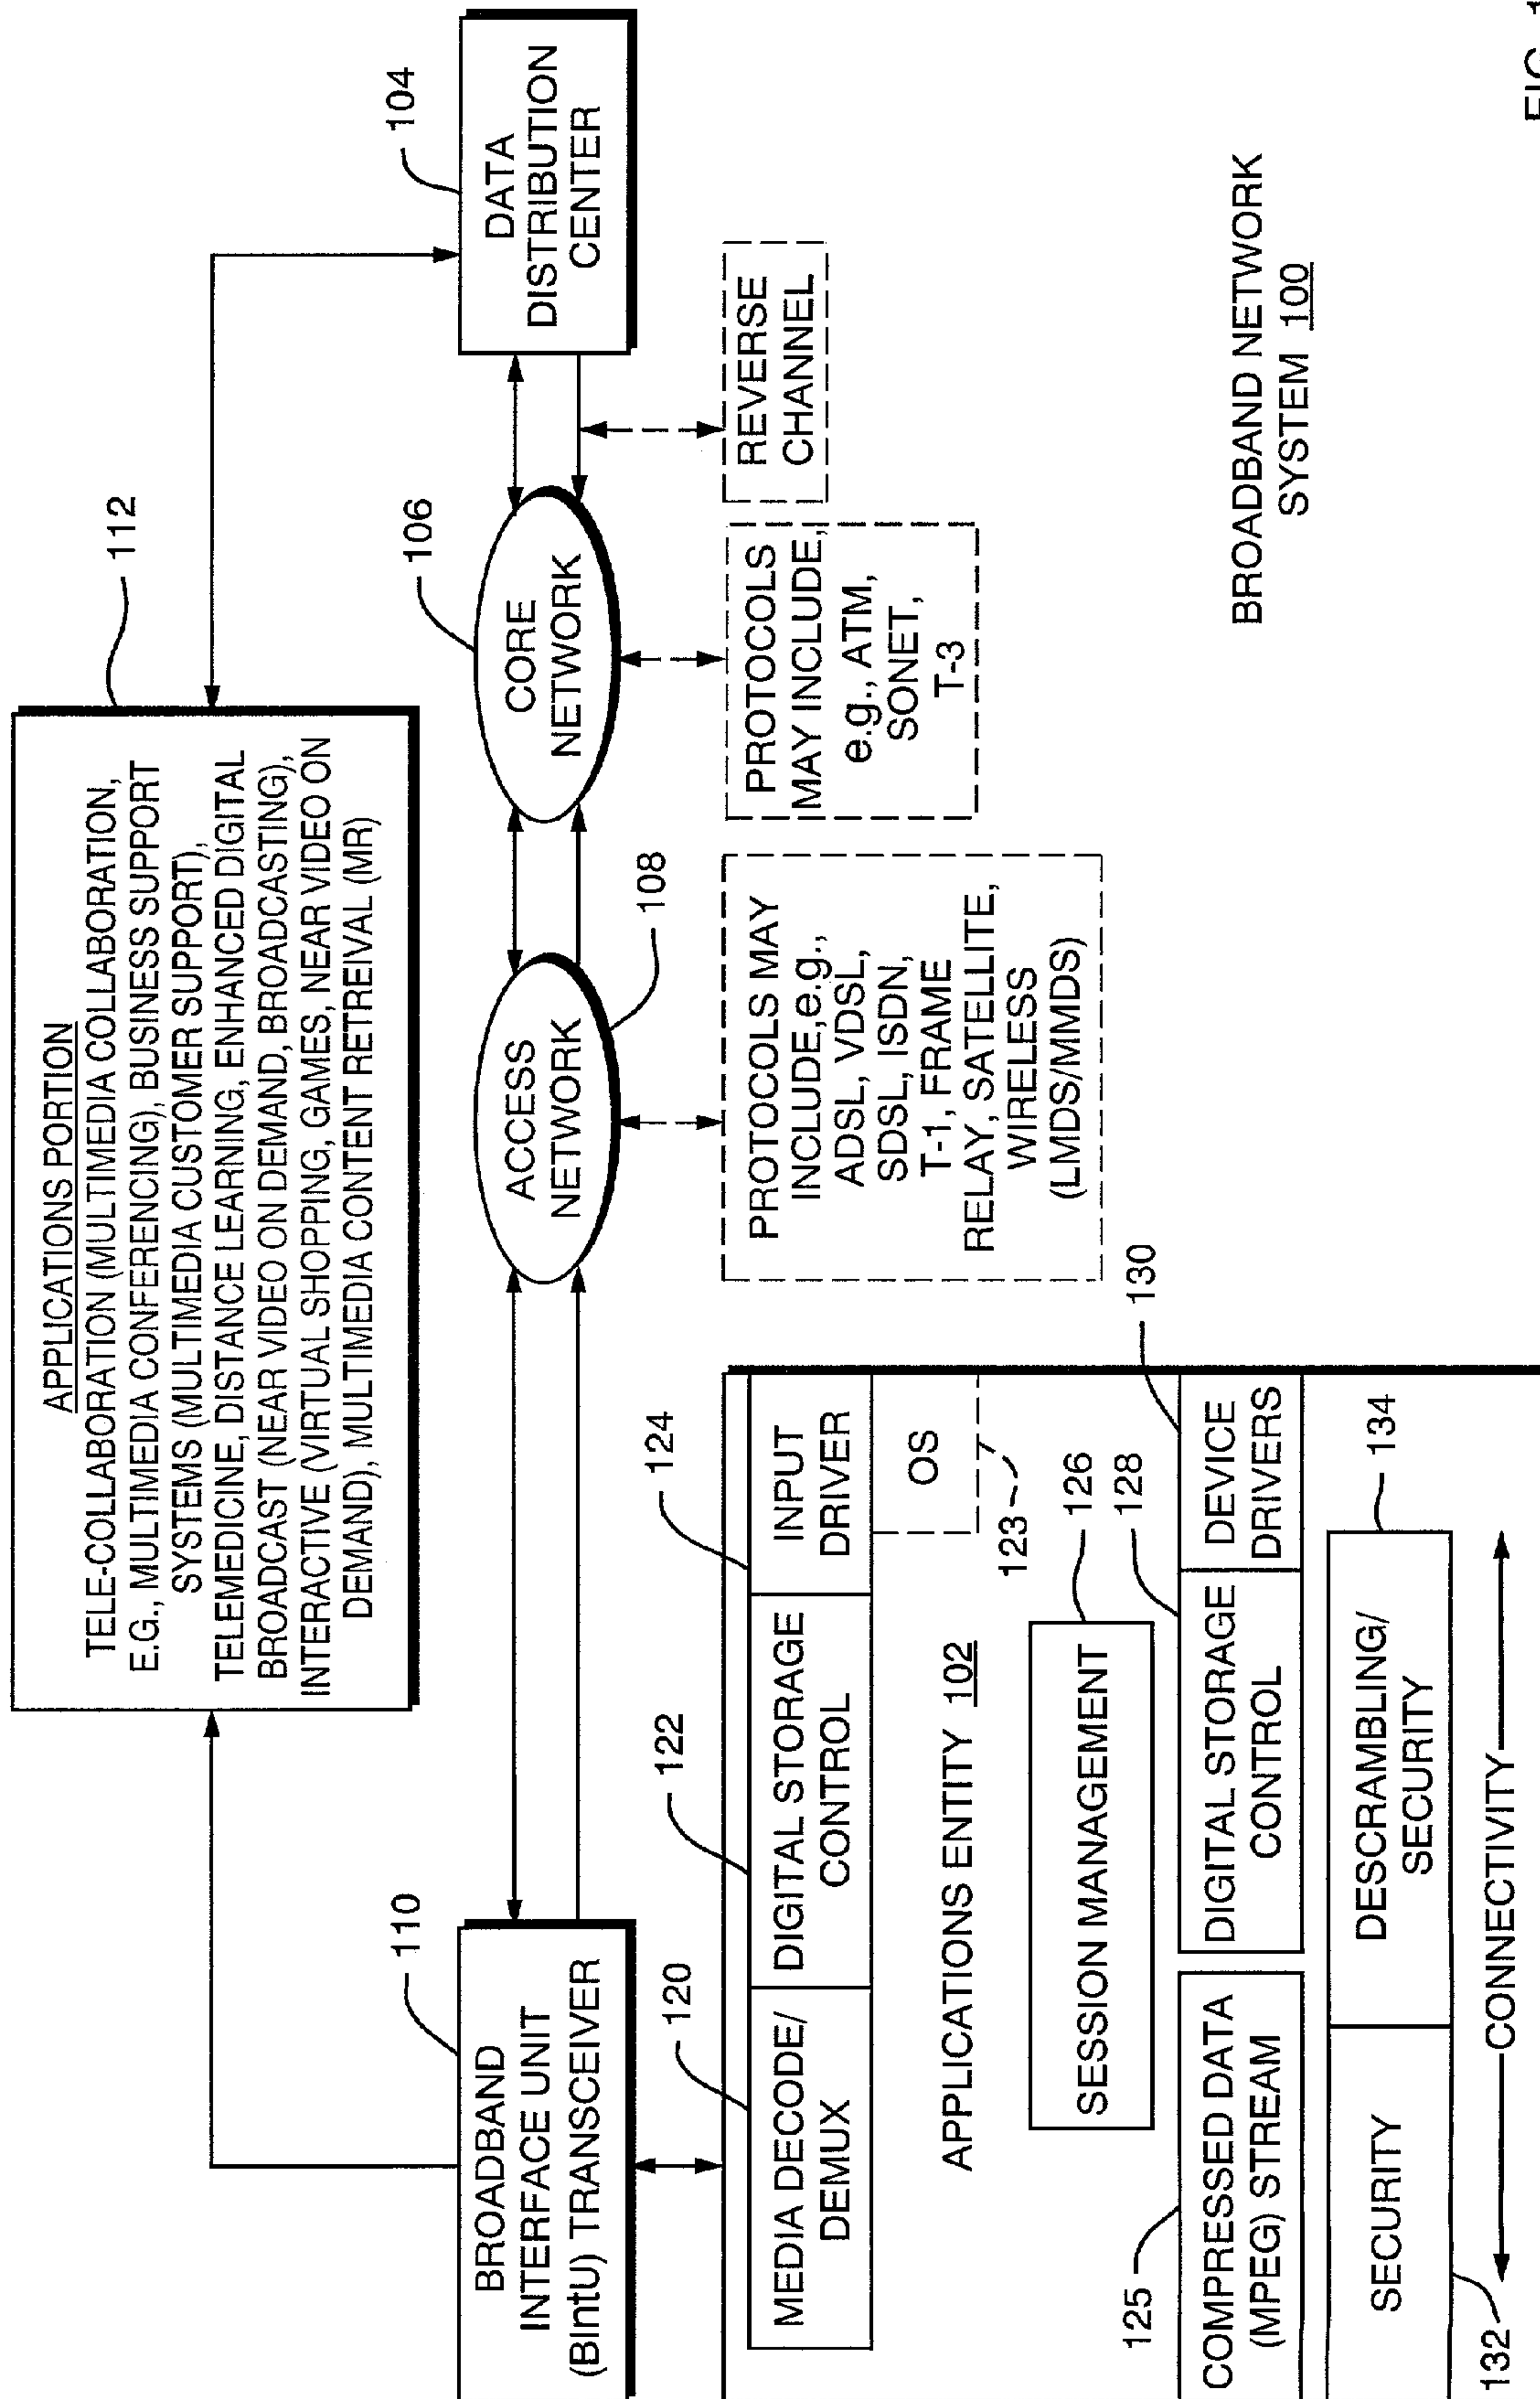 112
APPLICATIONS PORTION
TELE-COLLABORATION (MULTIMEDIA COLLABORATION,
E.G., MULTIMEDIA CONFERENCING), BUSINESS SUPPORT
SYSTEMS (MULTIMEDIA CUSTOMER SUPPORT),
TELEMEDICINE, DISTANCE LEARNING, ENHANCED DIGITAL
BROADCAST (NEAR VIDEO ON DEMAND, BROADCASTING),
INTERACTIVE (VIRTUAL SHOPPING, GAMES, NEAR VIDEO ON
DEMAND), MULTIMEDIA CONTENT RETREIVAL (MR)
110
BROADBAND
INTERFACE UNIT
(BIntU) TRANSCEIVER
108
ACCESS
NETWORK
106
CORE
NETWORK
104
DATA
DISTRIBUTION
CENTER
PROTOCOLS MAY
INCLUDE,e.g.,
ADSL, VDSL,
SDSL, ISDN,
T-1, FRAME
RELAY, SATELLITE,
WIRELESS
(LMDS/MMDS)
PROTOCOLS
MAY INCLUDE,
e.g., ATM,
SONET,
T-3
REVERSE
CHANNEL
120
MEDIA DECODE/
DEMUX
122
DIGITAL STORAGE
CONTROL
124
INPUT
DRIVER
OS
123
APPLICATIONS ENTITY 102
126
SESSION MANAGEMENT
125
COMPRESSED DATA
(MPEG) STREAM
128
DIGITAL STORAGE
CONTROL
130
DEVICE
DRIVERS
132
SECURITY
134
DESCRAMBLING/
SECURITY
CONNECTIVITY
BROADBAND NETWORK
SYSTEM 100
FIG. 1